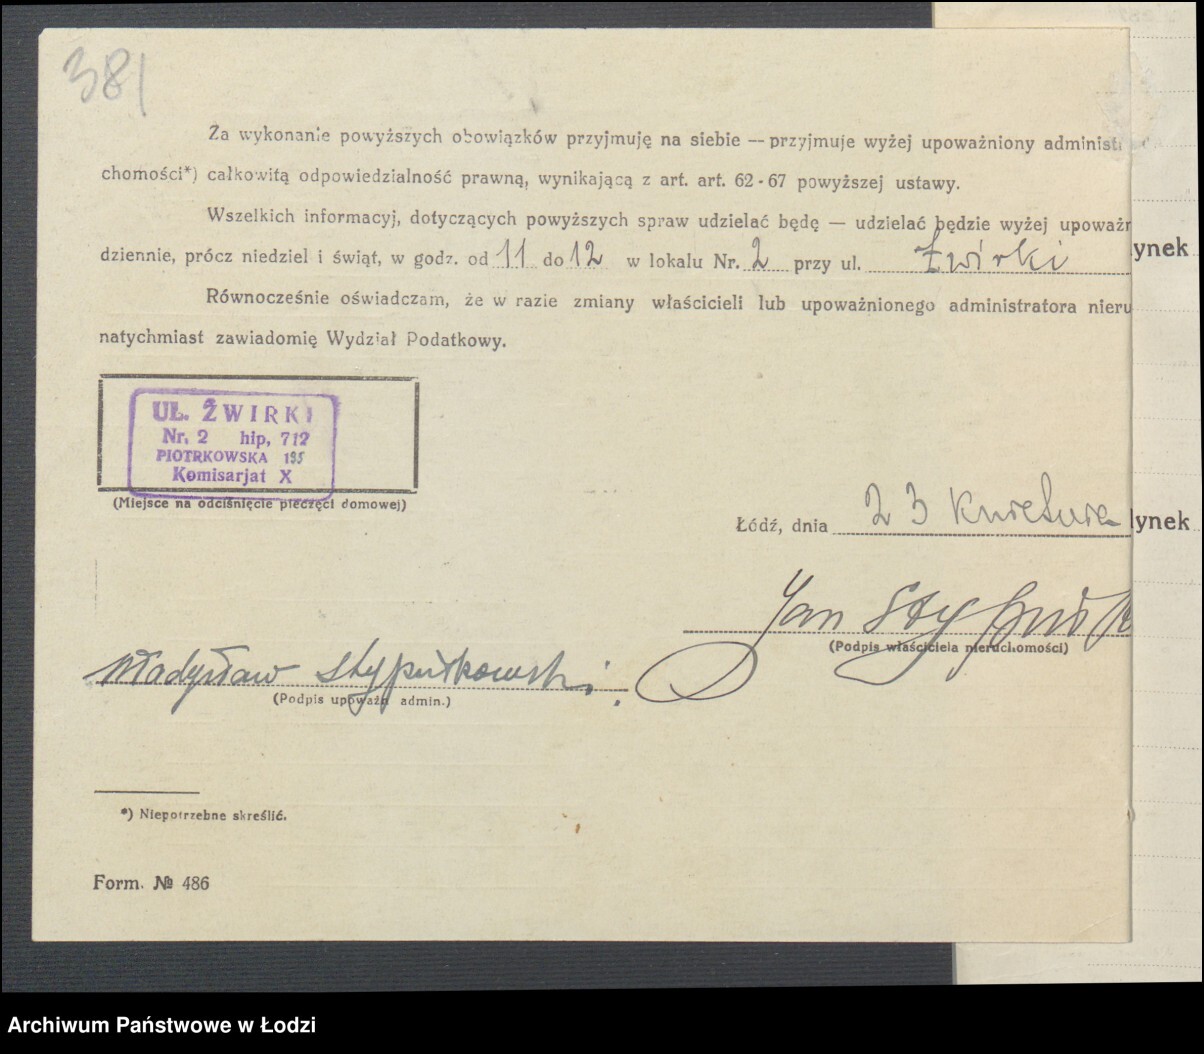 381
Za wykonanie powyższych obowiązków przyjmuję na siebie — przyjmuje wyżej upoważniony administr
chomości*) całkowitą odpowiedzialność prawną, wynikającą z art. art. 62-67 powyższej ustawy.
Wszelkich informacyj, dotyczących powyższych spraw udzielać będę — udzielać będzie wyżej upoważn
dziennie, prócz niedziel i świąt, w godz. od 11 do 12 w lokalu Nr. 2 przy ul. Żwirki
ynek
Równocześnie oświadczam, że w razie zmiany właścicieli lub upoważnionego administratora nieru
natychmiast zawiadomię Wydział Podatkowy.
UL. ŻWIRKI
Nr. 2 hip, 712
PIOTRKOWSKA 195
Komisarjat X
(Miejsce na odciśnięcie pieczęci domowej)
Łódź, dnia 23 Kwietnia
ynek
Jan
(Podpis właściciela nieruchomości)
Władysław Stypułkowski
(Podpis upoważn admin.)
*) Niepotrzebne skreślić.
Form. № 486
Archiwum Państwowe w Łodzi